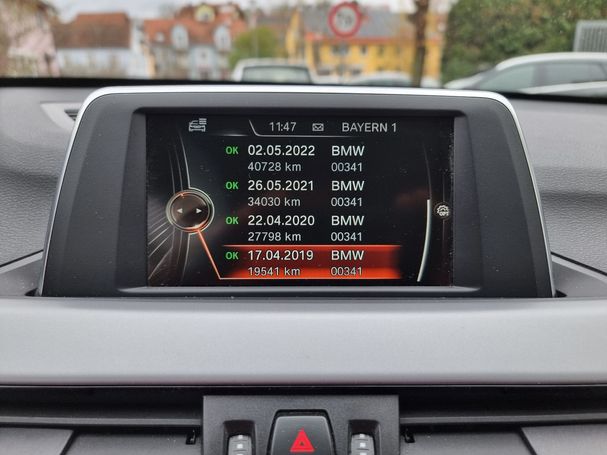 11:47 BAYERN 1
OK 02.05.2022 BMW
40728 km 00341
OK 26.05.2021 BMW
34030 km 00341
OK 22.04.2020 BMW
27798 km 00341
OK 17.04.2019 BMW
19541 km 00341
OPT